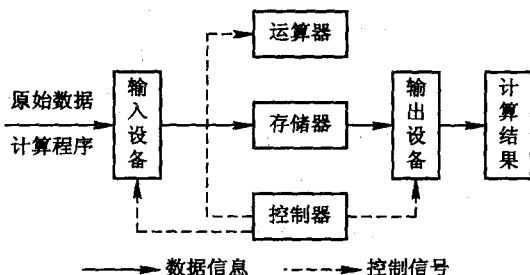 运算器
原始数据
计算程序
输入设备
存储器
输出设备
计算结果
控制器
数据信息
控制信号